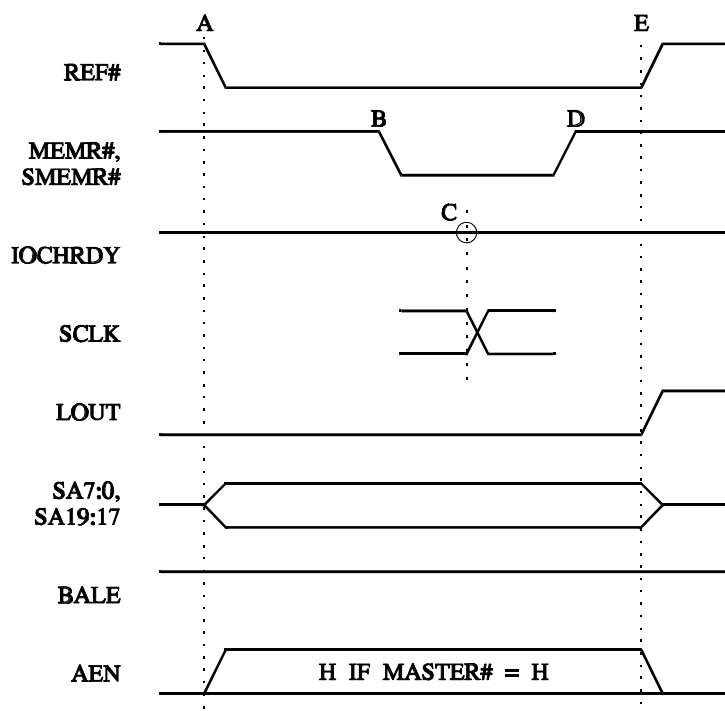 A E
REF#
B D
MEMR#,
SMEMR#
C
IOCHRDY
SCLK
LOUT
SA7:0,
SA19:17
BALE
AEN H IF MASTER# = H